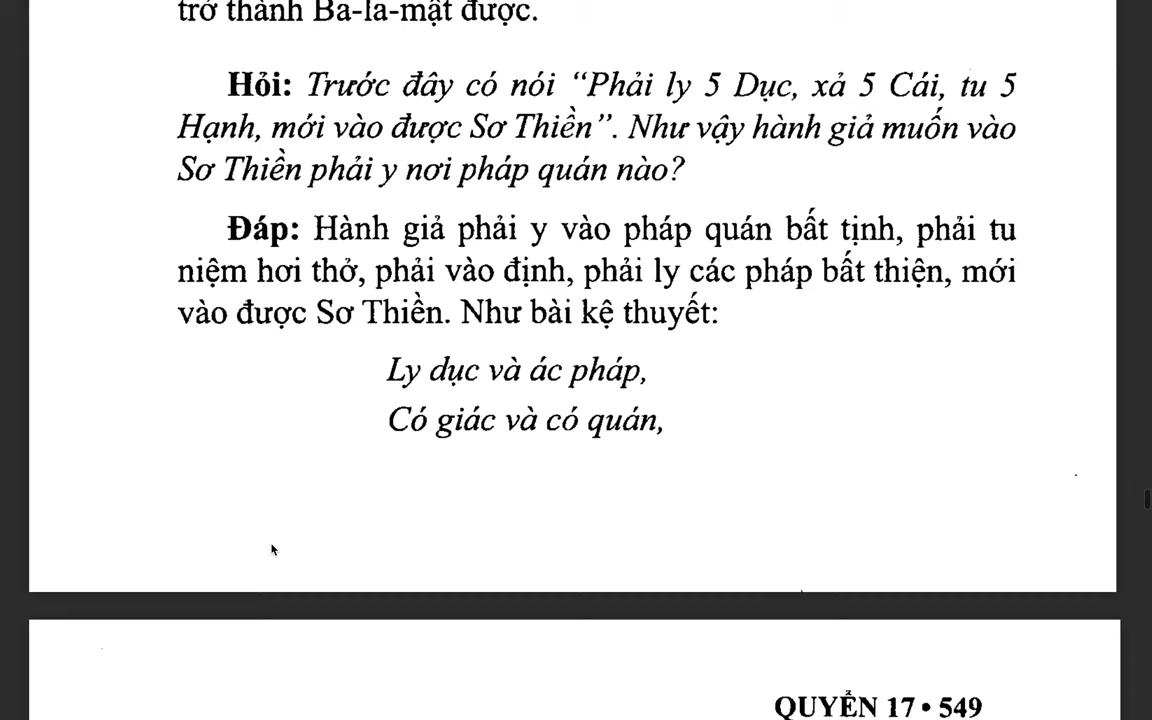 trở thành Ba-la-mật được.
Hỏi: Trước đây có nói “Phải ly 5 Dục, xả 5 Cái, tu 5
Hạnh, mới vào được Sơ Thiền”. Như vậy hành giả muốn vào
Sơ Thiền phải y nơi pháp quán nào?
Đáp: Hành giả phải y vào pháp quán bất tịnh, phải tu
niệm hơi thở, phải vào định, phải ly các pháp bất thiện, mới
vào được Sơ Thiền. Như bài kệ thuyết:
Ly dục và ác pháp,
Có giác và có quán,
QUYỂN 17 • 549